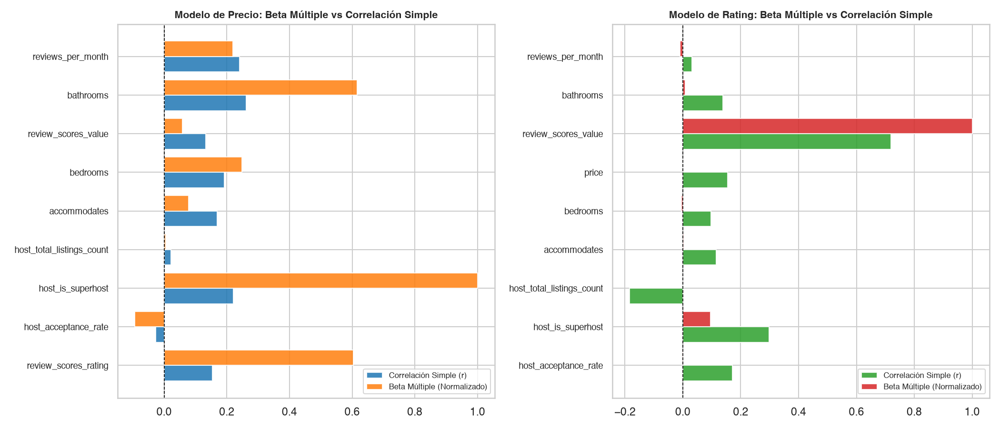 Modelo de Precio: Beta Múltiple vs Correlación Simple
reviews_per_month
bathrooms
review_scores_value
bedrooms
accommodates
host_total_listings_count
host_is_superhost
host_acceptance_rate
review_scores_rating
Correlación Simple (r)
Beta Múltiple (Normalizado)
0.0 0.2 0.4 0.6 0.8 1.0
Modelo de Rating: Beta Múltiple vs Correlación Simple
reviews_per_month
bathrooms
review_scores_value
price
bedrooms
accommodates
host_total_listings_count
host_is_superhost
host_acceptance_rate
Correlación Simple (r)
Beta Múltiple (Normalizado)
−0.2 0.0 0.2 0.4 0.6 0.8 1.0